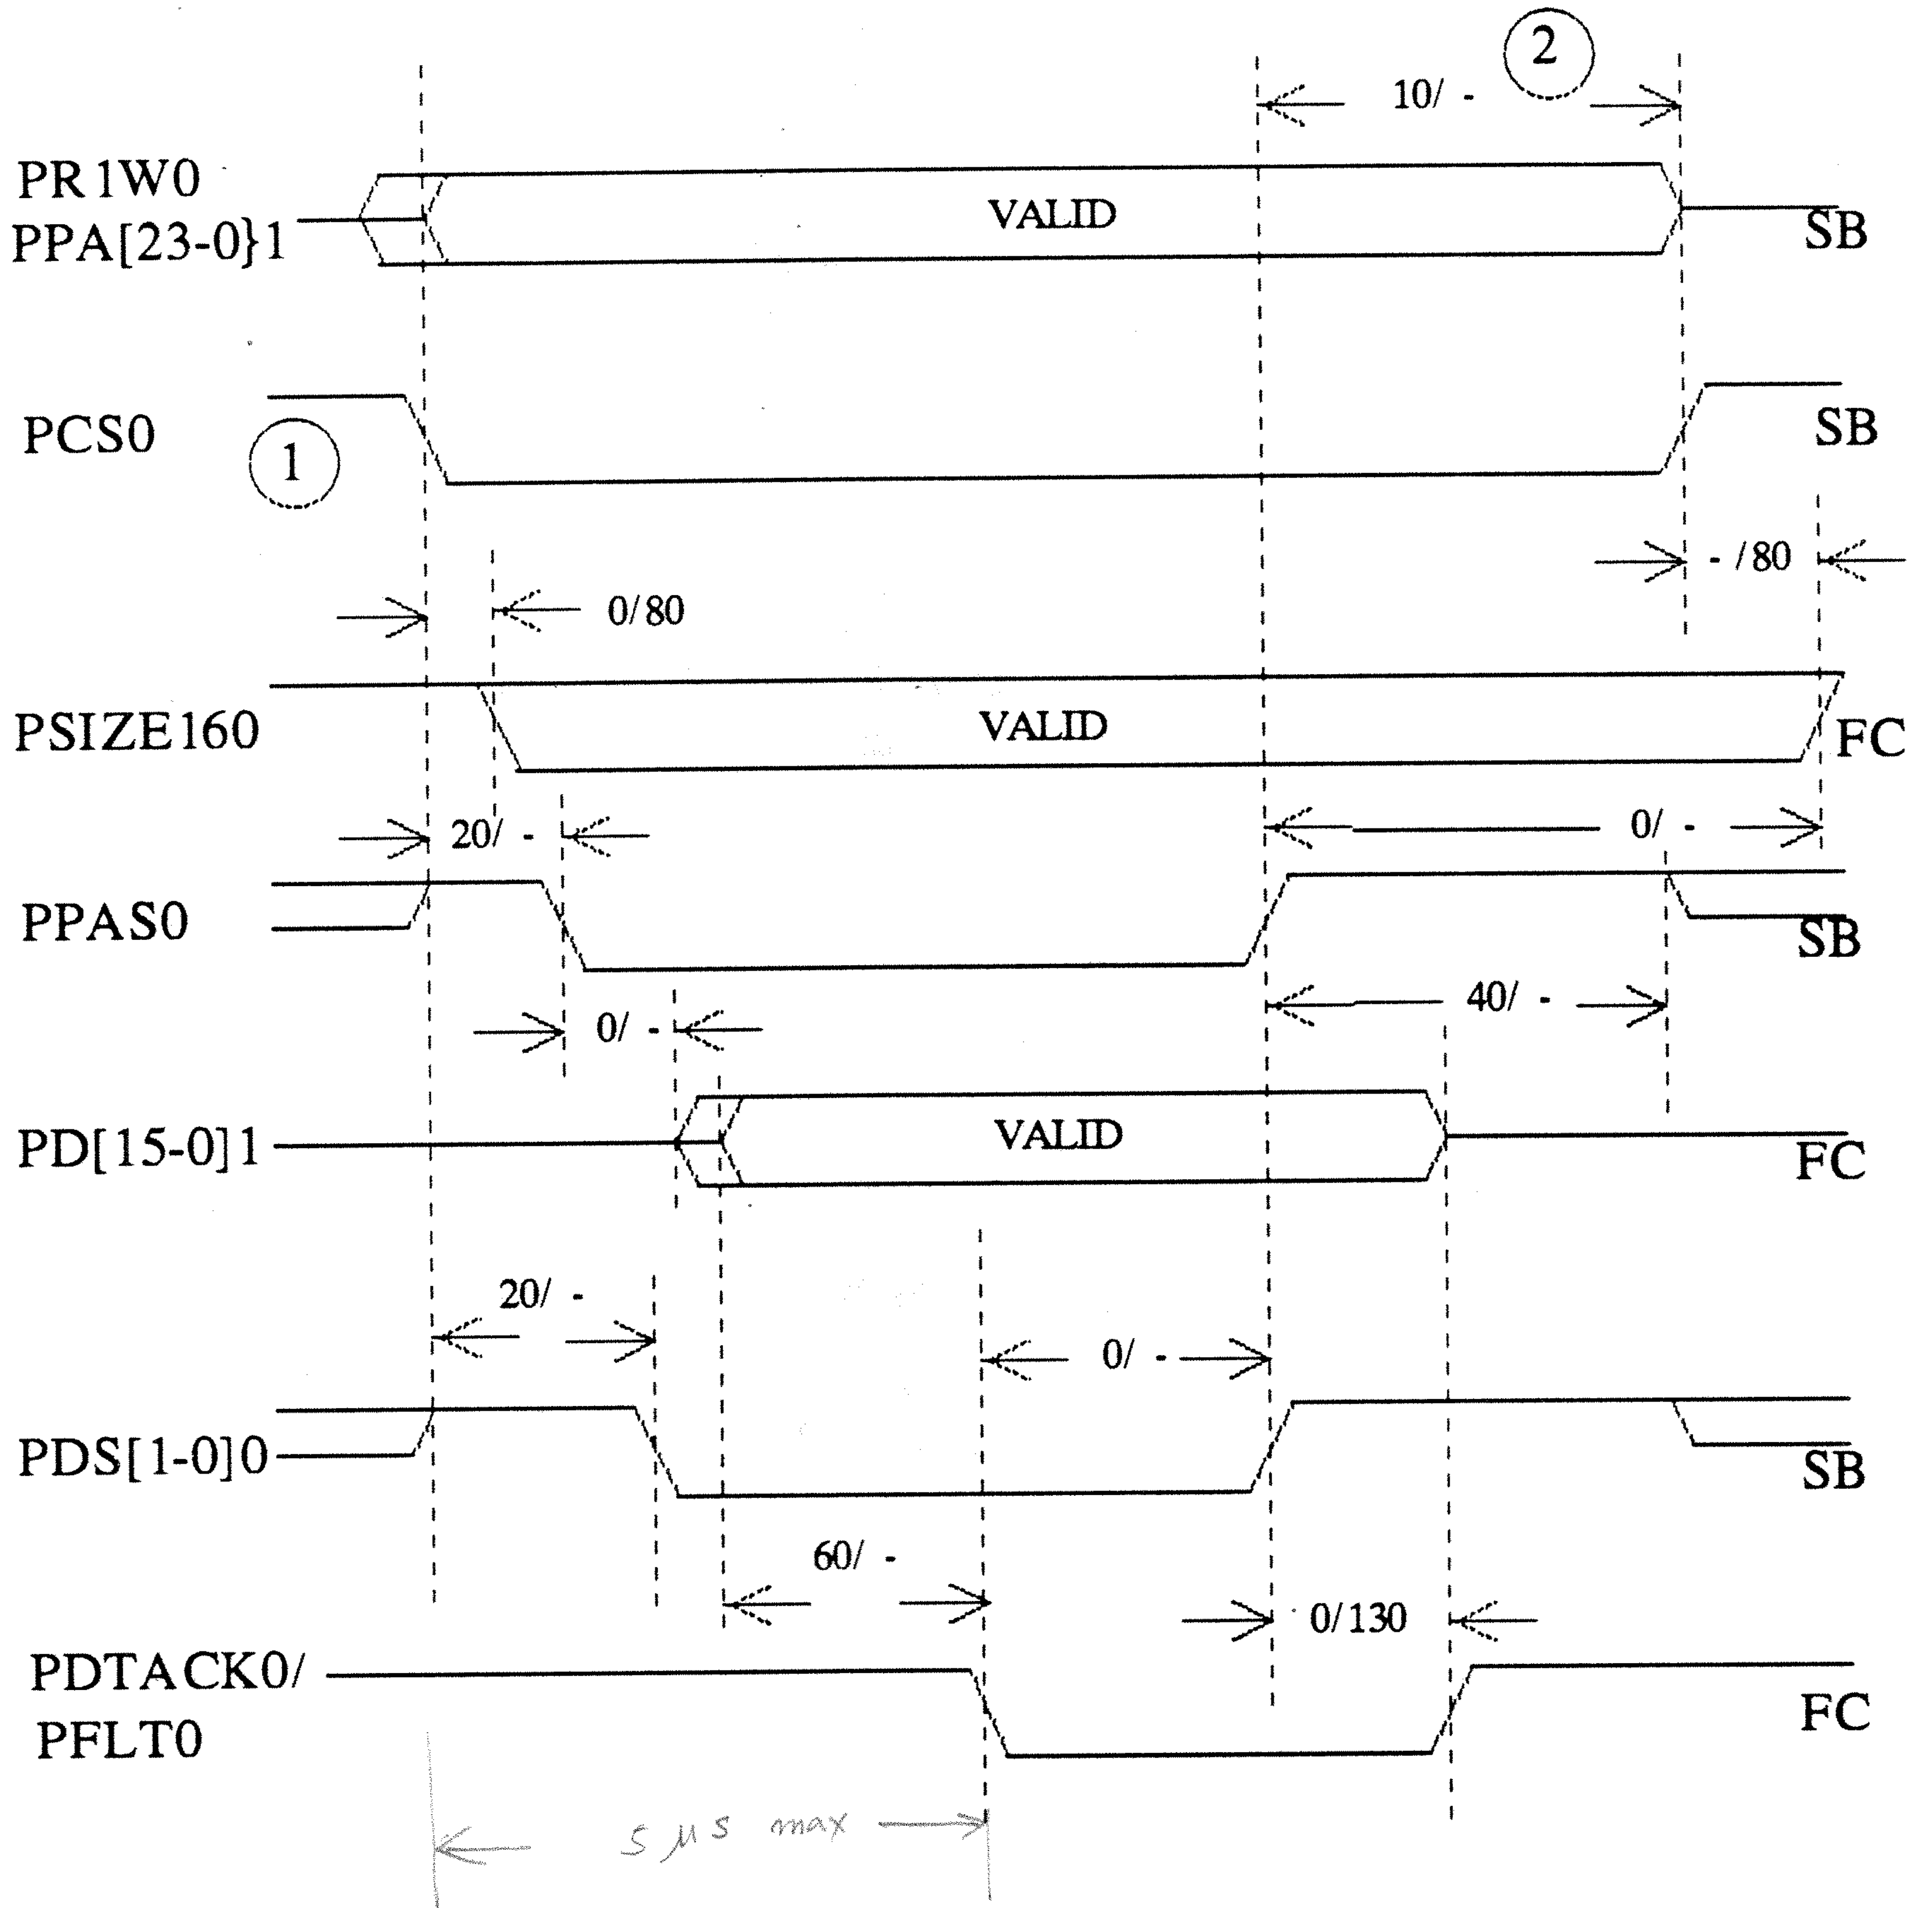 2
10/ -
PR1W0
PPA[23-0}1
VALID
SB
PCS0
1
SB
- /80
0/80
PSIZE160
VALID
FC
20/ -
0/ -
PPAS0
SB
40/ -
0/ -
PD[15-0]1
VALID
FC
20/ -
0/ -
PDS[1-0]0
SB
60/ -
0/130
PDTACK0/
PFLT0
FC
5 μs max